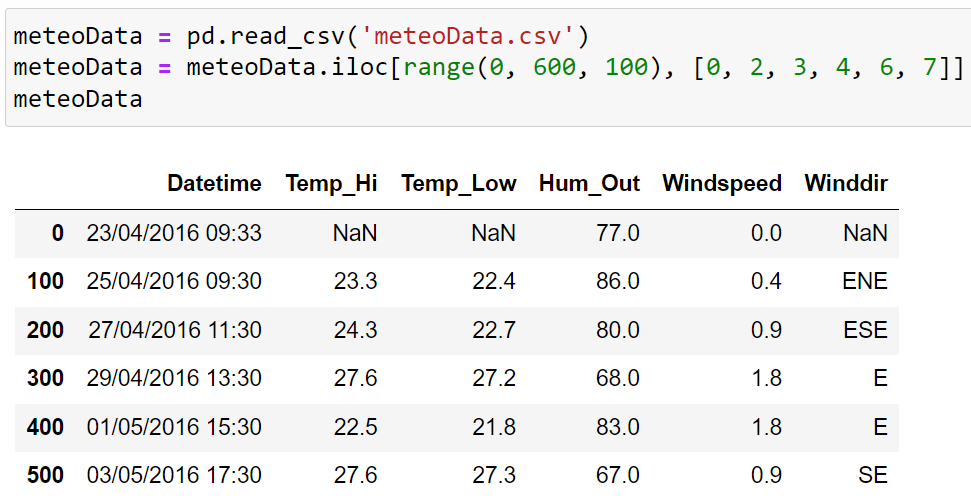 meteoData = pd.read_csv('meteoData.csv')
meteoData = meteoData.iloc[range(0, 600, 100), [0, 2, 3, 4, 6, 7]]
meteoData
Datetime Temp_Hi Temp_Low Hum_Out Windspeed Winddir
0 23/04/2016 09:33 NaN NaN 77.0 0.0 NaN
100 25/04/2016 09:30 23.3 22.4 86.0 0.4 ENE
200 27/04/2016 11:30 24.3 22.7 80.0 0.9 ESE
300 29/04/2016 13:30 27.6 27.2 68.0 1.8 E
400 01/05/2016 15:30 22.5 21.8 83.0 1.8 E
500 03/05/2016 17:30 27.6 27.3 67.0 0.9 SE